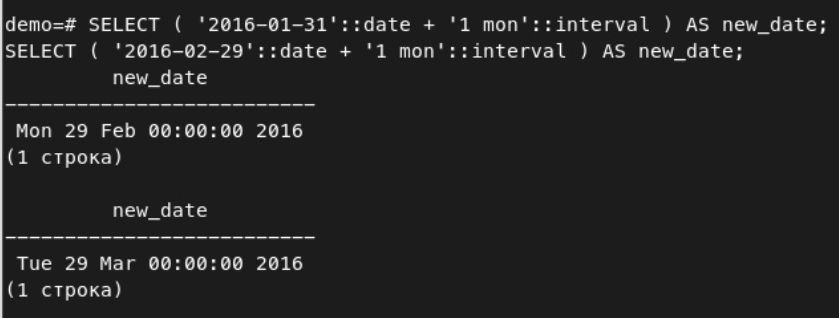 demo=# SELECT ( '2016-01-31'::date + '1 mon'::interval ) AS new_date;
SELECT ( '2016-02-29'::date + '1 mon'::interval ) AS new_date;
new_date
--------------------------
Mon 29 Feb 00:00:00 2016
(1 строка)
new_date
--------------------------
Tue 29 Mar 00:00:00 2016
(1 строка)